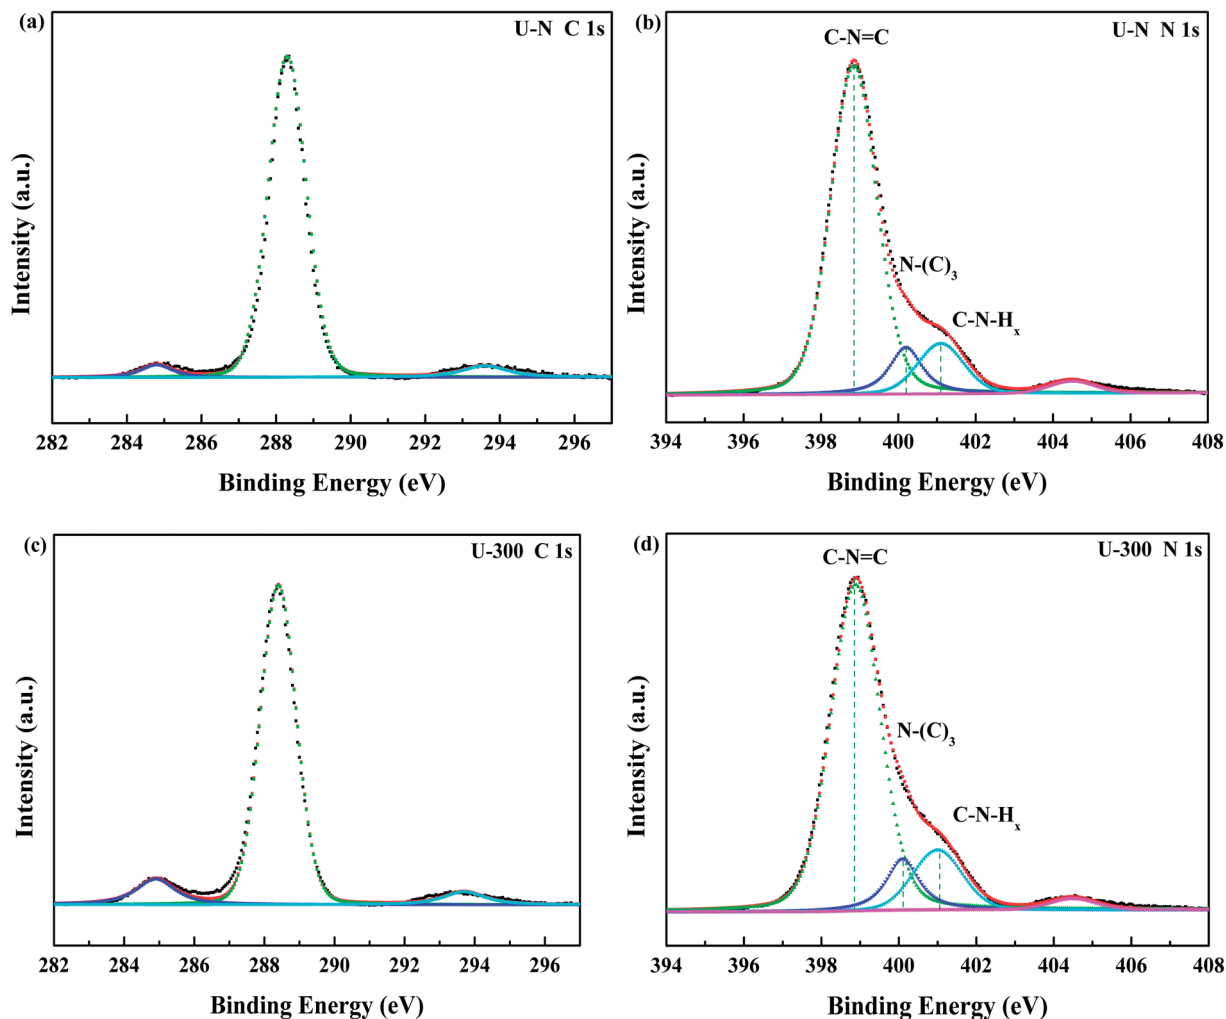 (a)
U-N C 1s
Intensity (a.u.)
282 284 286 288 290 292 294 296
Binding Energy (eV)
(b)
U-N N 1s
C-N=C
N-(C)3
C-N-Hx
Intensity (a.u.)
394 396 398 400 402 404 406 408
Binding Energy (eV)
(c)
U-300 C 1s
Intensity (a.u.)
282 284 286 288 290 292 294 296
Binding Energy (eV)
(d)
U-300 N 1s
C-N=C
N-(C)3
C-N-Hx
Intensity (a.u.)
394 396 398 400 402 404 406 408
Binding Energy (eV)